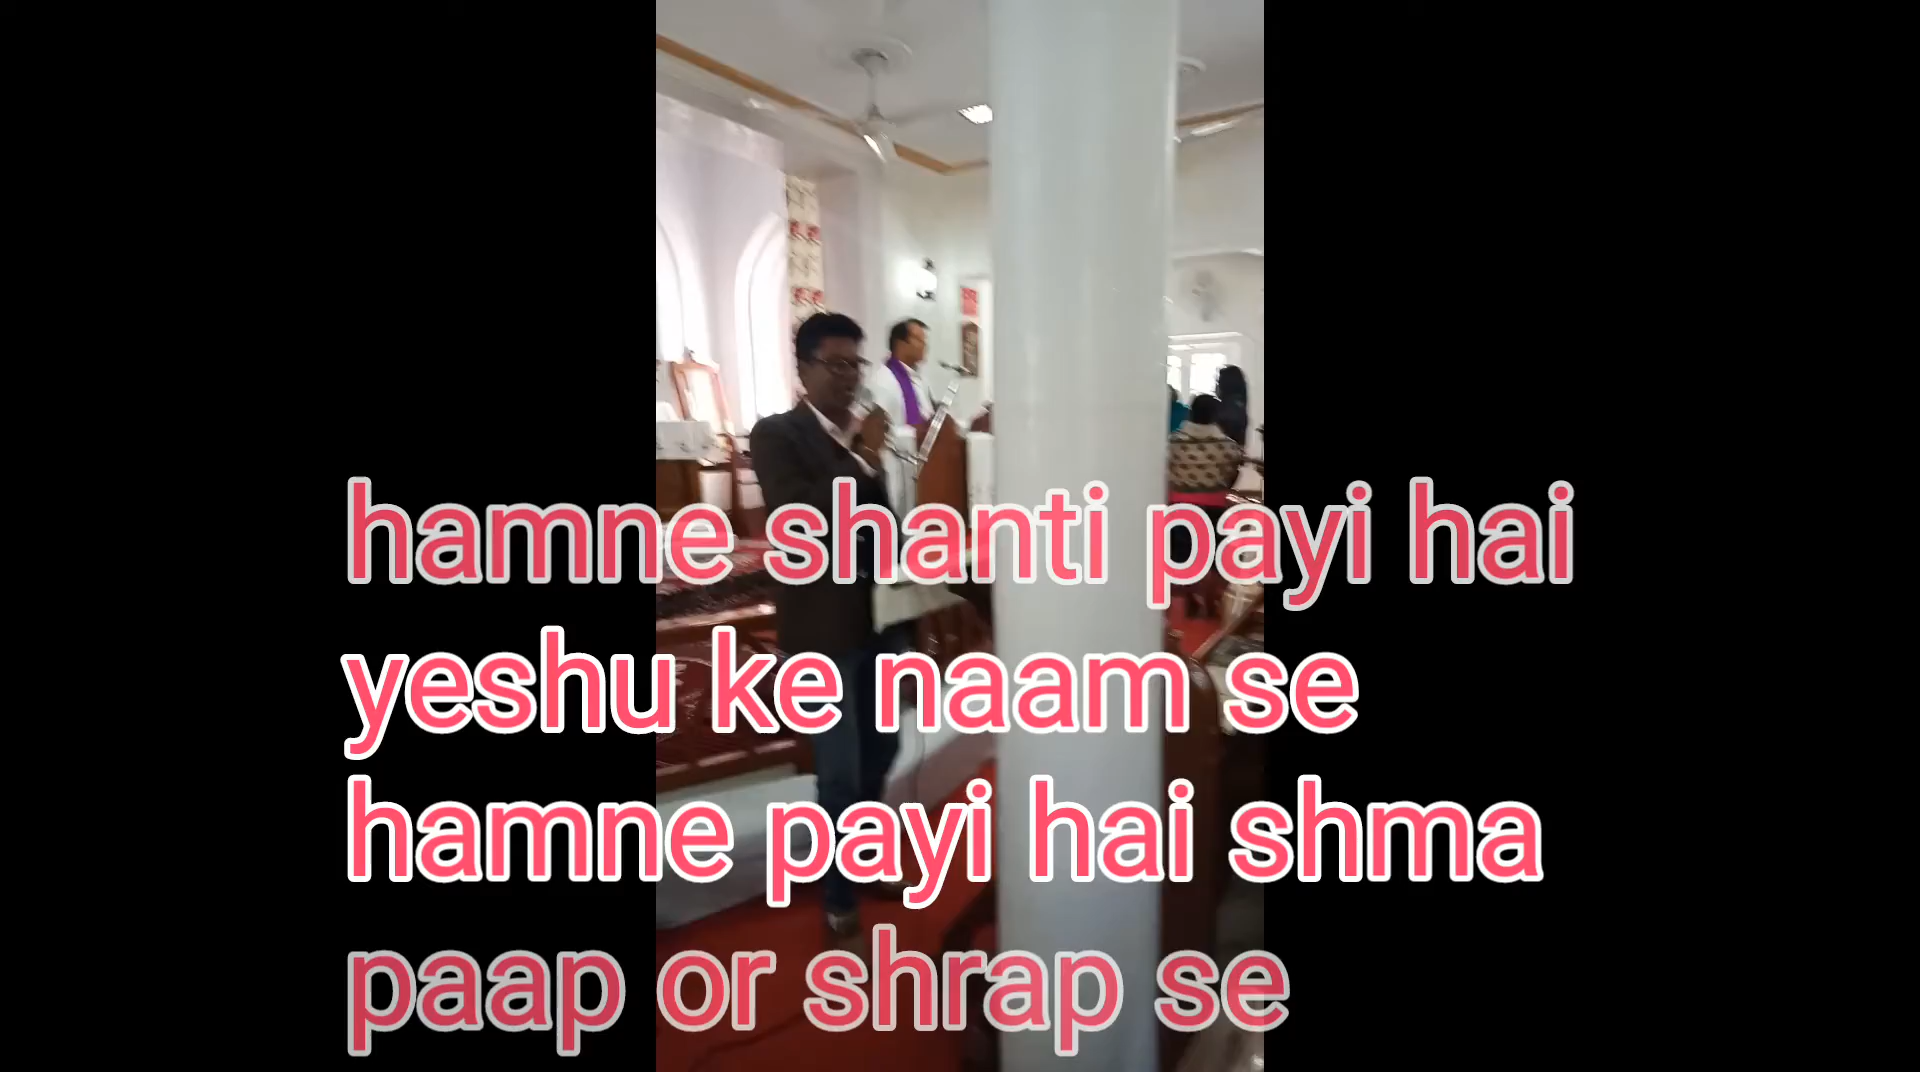 hamne shanti payi hai
yeshu ke naam se
hamne payi hai shma
paap or shrap se